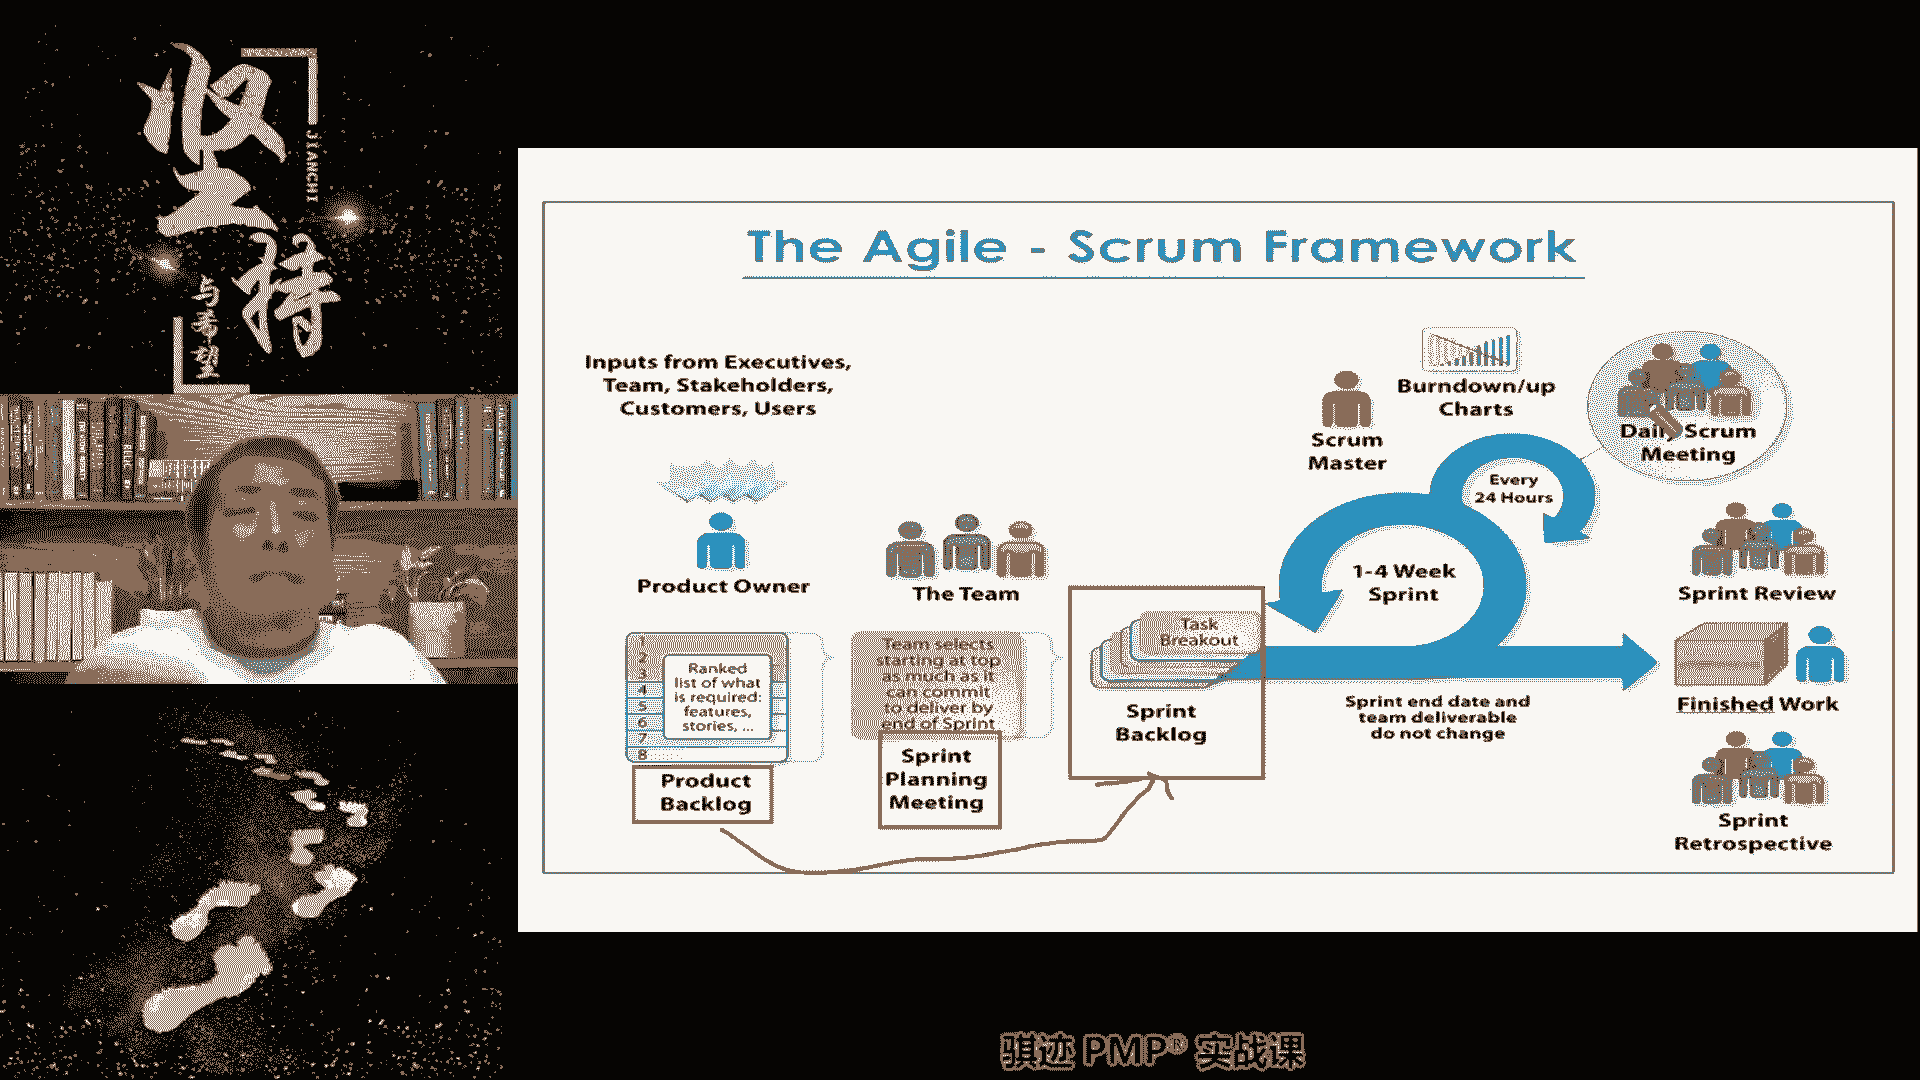 坚持
JIANCHI
与希望
The Agile - Scrum Framework
Inputs from Executives,
Team, Stakeholders,
Customers, Users
Product Owner
The Team
1
2
3
4
5
6
7
8
Ranked
list of what
is required:
features,
stories, ...
Product
Backlog
Team selects
starting at top
as much as it
can commit
to deliver by
end of Sprint
Sprint
Planning
Meeting
Task
Breakout
Sprint
Backlog
Scrum
Master
Burndown/up
Charts
Every
24 Hours
1-4 Week
Sprint
Sprint end date and
team deliverable
do not change
Daily Scrum
Meeting
Sprint Review
Finished Work
Sprint
Retrospective
骐迹 PMP® 实战课